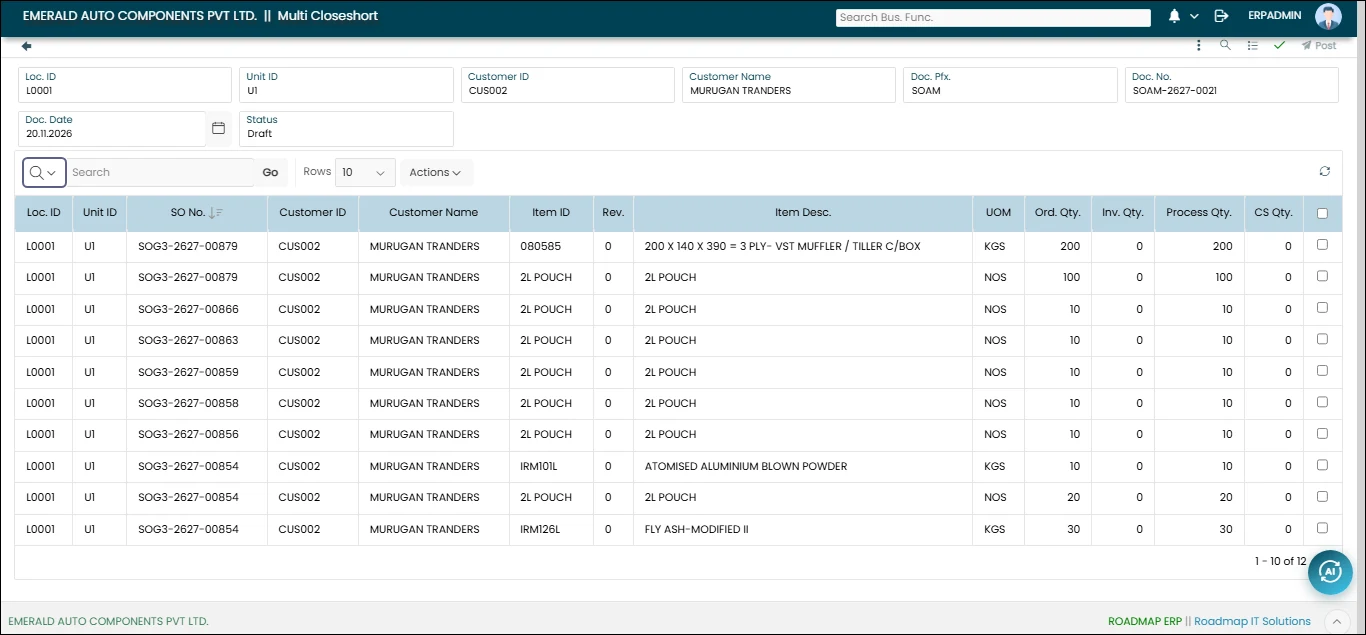 EMERALD AUTO COMPONENTS PVT LTD. || Multi Closeshort Search Bus. Func. ERPADMIN
Post
Loc. ID Unit ID Customer ID Customer Name Doc. Pfx. Doc. No.
L0001 U1 CUS002 MURUGAN TRANDERS SOAM SOAM-2627-0021
Doc. Date Status
20.11.2026 Draft
Search Go Rows 10 Actions
Loc. ID Unit ID SO No. Customer ID Customer Name Item ID Rev. Item Desc. UOM Ord. Qty. Inv. Qty. Process Qty. CS Qty.
L0001 U1 SOG3-2627-00879 CUS002 MURUGAN TRANDERS 080585 0 200 X 140 X 390 = 3 PLY- VST MUFFLER / TILLER C/BOX KGS 200 0 200 0
L0001 U1 SOG3-2627-00879 CUS002 MURUGAN TRANDERS 2L POUCH 0 2L POUCH NOS 100 0 100 0
L0001 U1 SOG3-2627-00866 CUS002 MURUGAN TRANDERS 2L POUCH 0 2L POUCH NOS 10 0 10 0
L0001 U1 SOG3-2627-00863 CUS002 MURUGAN TRANDERS 2L POUCH 0 2L POUCH NOS 10 0 10 0
L0001 U1 SOG3-2627-00859 CUS002 MURUGAN TRANDERS 2L POUCH 0 2L POUCH NOS 10 0 10 0
L0001 U1 SOG3-2627-00858 CUS002 MURUGAN TRANDERS 2L POUCH 0 2L POUCH NOS 10 0 10 0
L0001 U1 SOG3-2627-00856 CUS002 MURUGAN TRANDERS 2L POUCH 0 2L POUCH NOS 10 0 10 0
L0001 U1 SOG3-2627-00854 CUS002 MURUGAN TRANDERS IRM101L 0 ATOMISED ALUMINIUM BLOWN POWDER KGS 10 0 10 0
L0001 U1 SOG3-2627-00854 CUS002 MURUGAN TRANDERS 2L POUCH 0 2L POUCH NOS 20 0 20 0
L0001 U1 SOG3-2627-00854 CUS002 MURUGAN TRANDERS IRM126L 0 FLY ASH-MODIFIED II KGS 30 0 30 0
1 - 10 of 12
AI
EMERALD AUTO COMPONENTS PVT LTD. ROADMAP ERP || Roadmap IT Solutions